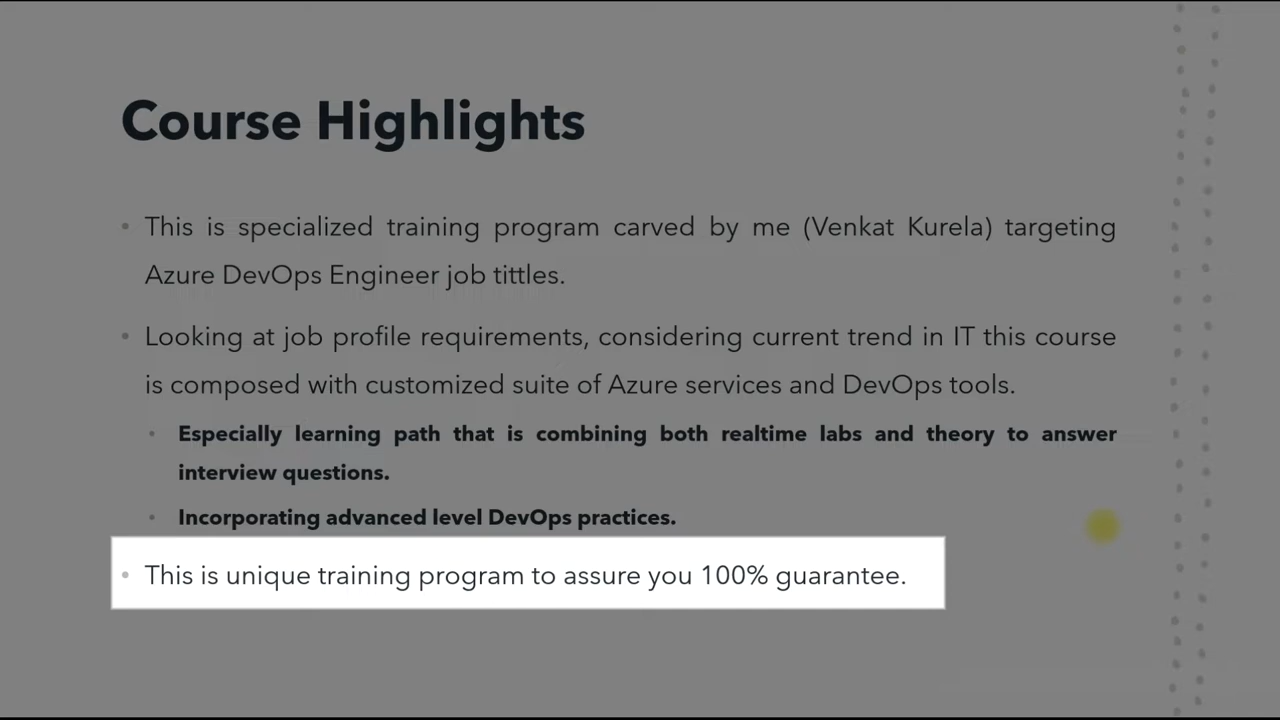 Course Highlights
• This is specialized training program carved by me (Venkat Kurela) targeting
Azure DevOps Engineer job tittles.
• Looking at job profile requirements, considering current trend in IT this course
is composed with customized suite of Azure services and DevOps tools.
• Especially learning path that is combining both realtime labs and theory to answer
interview questions.
• Incorporating advanced level DevOps practices.
• This is unique training program to assure you 100% guarantee.